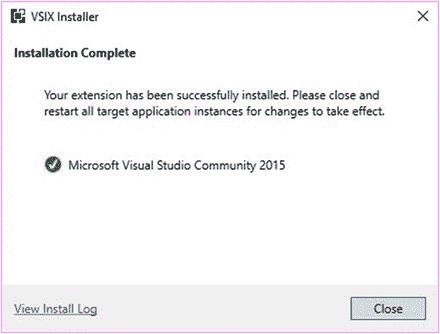 VSIX Installer
Installation Complete
Your extension has been successfully installed. Please close and
restart all target application instances for changes to take effect.
Microsoft Visual Studio Community 2015
View Install Log
Close